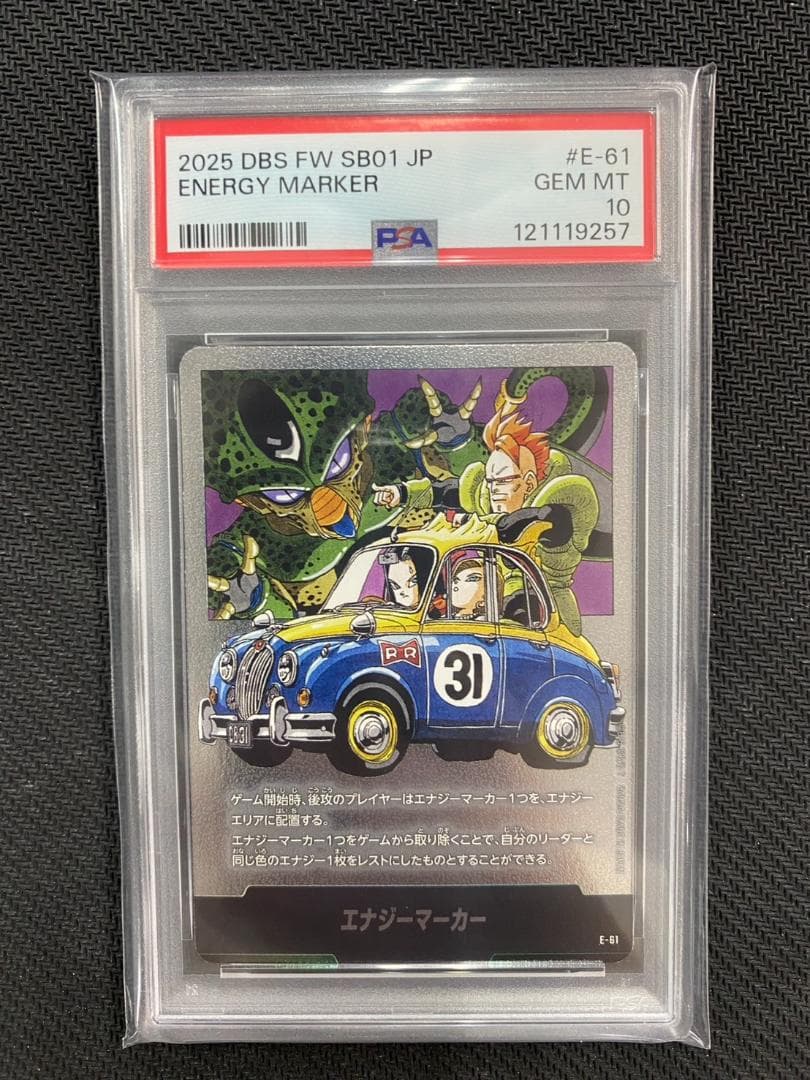 2025 DBS FW SB01 JP #E-61
ENERGY MARKER GEM MT
10
PSA 121119257
RR
31
DB31
ゲーム開始時、後攻のプレイヤーはエナジーマーカー1つを、エナジー
エリアに配置する。
エナジーマーカー1つをゲームから取り除くことで、自分のリーダーと
同じ色のエナジー1枚をレストにしたものとすることができる。
エナジーマーカー
E-61